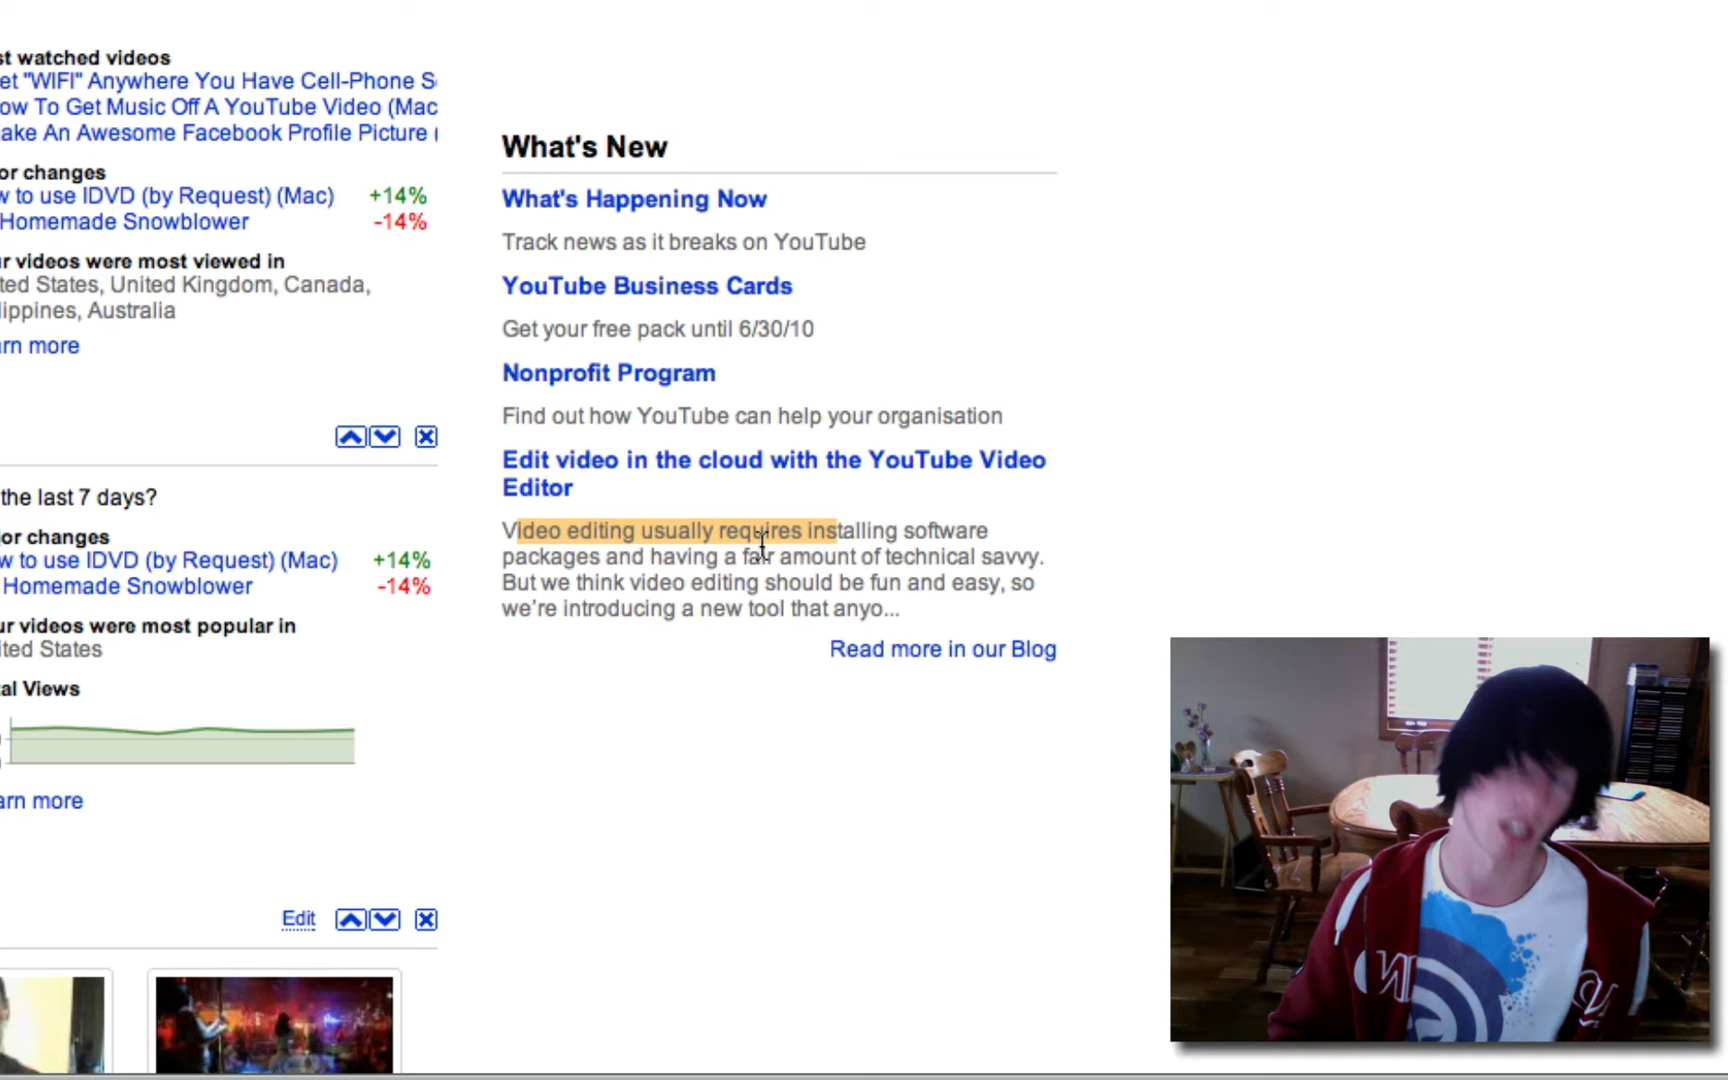 st watched videos
et "WIFI" Anywhere You Have Cell-Phone S
ow To Get Music Off A YouTube Video (Mac
ake An Awesome Facebook Profile Picture
or changes
w to use IDVD (by Request) (Mac) +14%
Homemade Snowblower -14%
r videos were most viewed in
ted States, United Kingdom, Canada,
lippines, Australia
arn more
the last 7 days?
jor changes
w to use IDVD (by Request) (Mac) +14%
Homemade Snowblower -14%
ur videos were most popular in
ited States
tal Views
arn more
Edit
What's New
What's Happening Now
Track news as it breaks on YouTube
YouTube Business Cards
Get your free pack until 6/30/10
Nonprofit Program
Find out how YouTube can help your organisation
Edit video in the cloud with the YouTube Video
Editor
Video editing usually requires installing software
packages and having a fair amount of technical savvy.
But we think video editing should be fun and easy, so
we're introducing a new tool that anyo...
Read more in our Blog